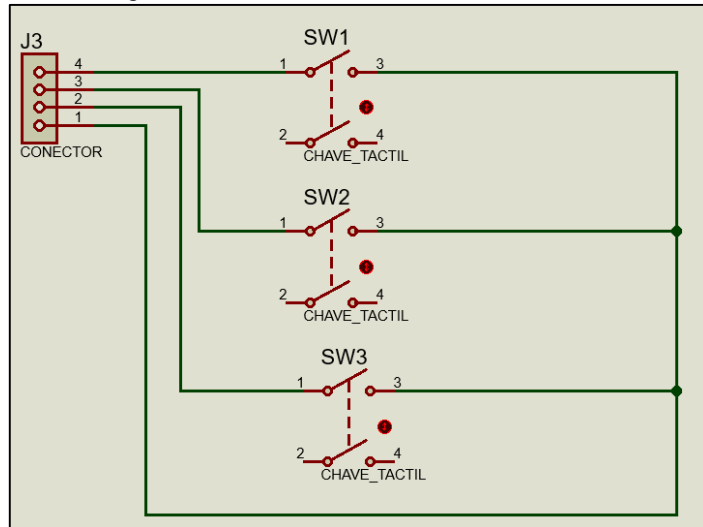 J3
4
3
2
1
CONECTOR
SW1
1 3
2 4
CHAVE_TACTIL
SW2
1 3
2 4
CHAVE_TACTIL
SW3
1 3
2 4
CHAVE_TACTIL